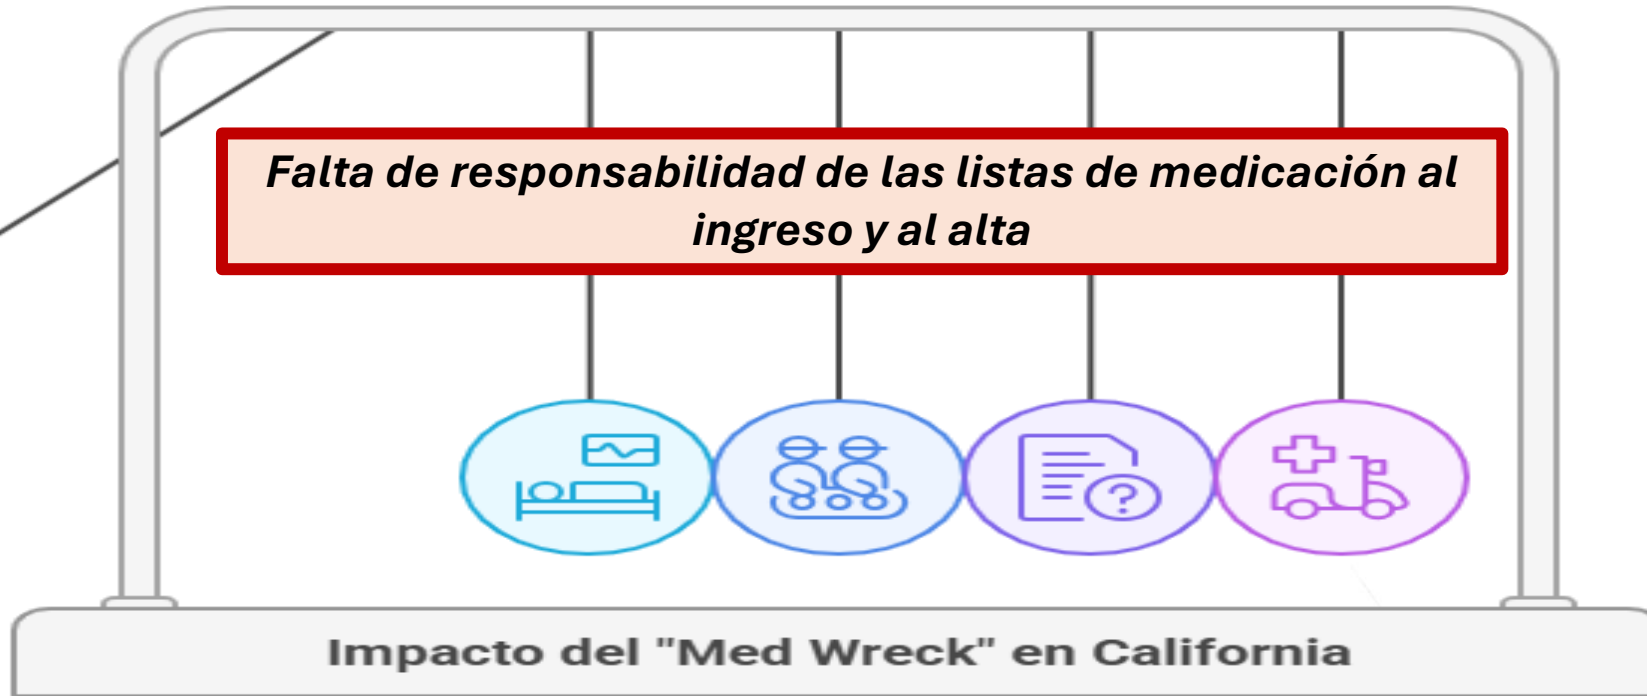 Falta de responsabilidad de las listas de medicación al
ingreso y al alta
?
Impacto del "Med Wreck" en California